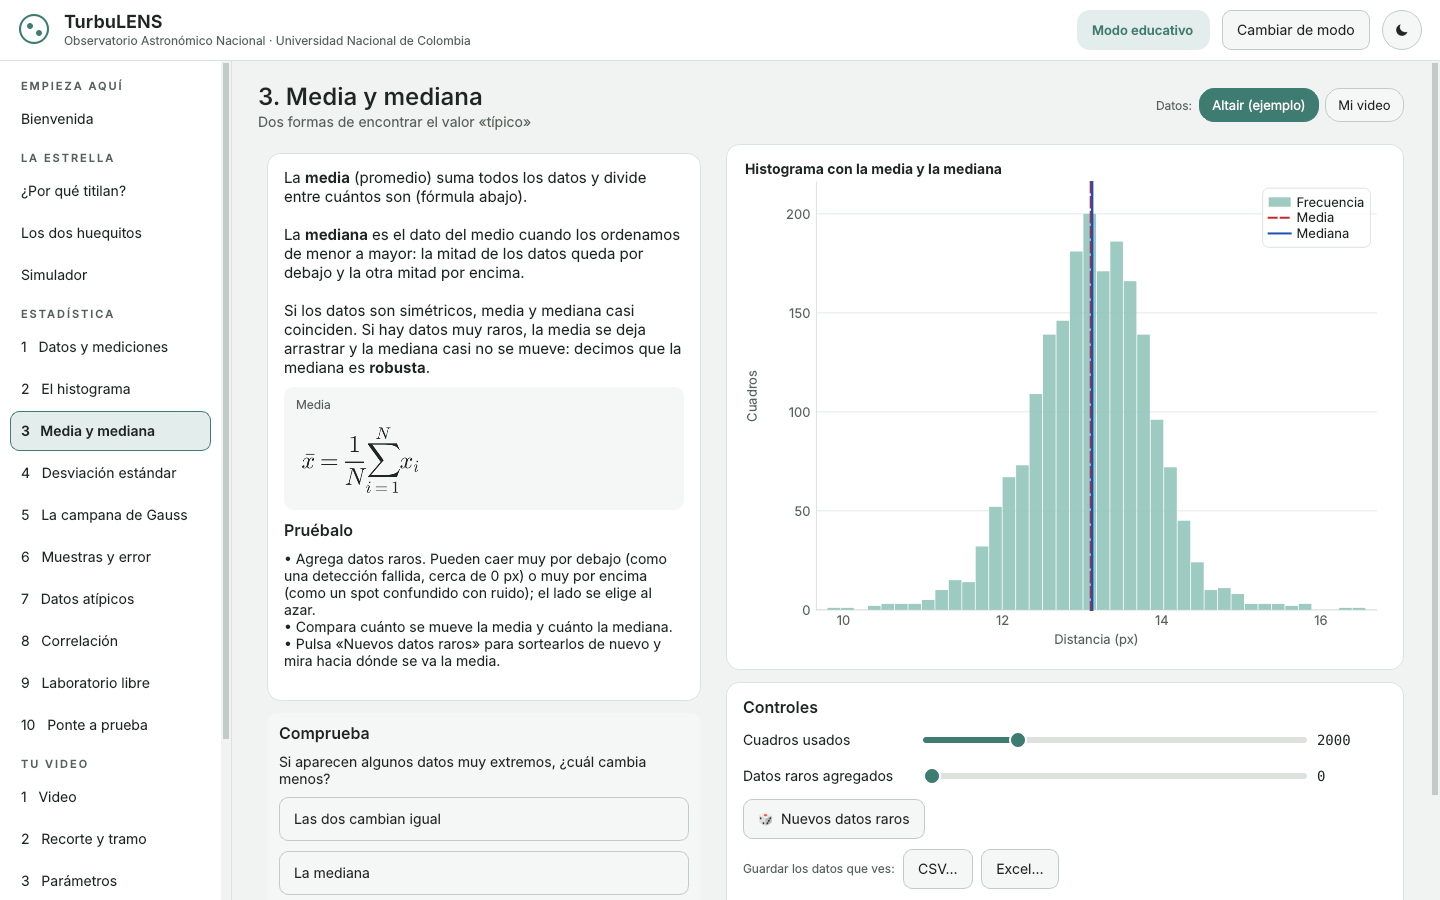 TurbuLENS
Observatorio Astronómico Nacional · Universidad Nacional de Colombia
Modo educativo
Cambiar de modo
EMPIEZA AQUÍ
Bienvenida
LA ESTRELLA
¿Por qué titilan?
Los dos huequitos
Simulador
ESTADÍSTICA
1 Datos y mediciones
2 El histograma
3 Media y mediana
4 Desviación estándar
5 La campana de Gauss
6 Muestras y error
7 Datos atípicos
8 Correlación
9 Laboratorio libre
10 Ponte a prueba
TU VIDEO
1 Video
2 Recorte y tramo
3 Parámetros
3. Media y mediana
Dos formas de encontrar el valor «típico»
Datos:
Altair (ejemplo)
Mi video
La media (promedio) suma todos los datos y divide
entre cuántos son (fórmula abajo).
La mediana es el dato del medio cuando los ordenamos
de menor a mayor: la mitad de los datos queda por
debajo y la otra mitad por encima.
Si los datos son simétricos, media y mediana casi
coinciden. Si hay datos muy raros, la media se deja
arrastrar y la mediana casi no se mueve: decimos que la
mediana es robusta.
Media
x̄ = 1/N ∑_{i=1}^{N} x_i
Pruébalo
• Agrega datos raros. Pueden caer muy por debajo (como
una detección fallida, cerca de 0 px) o muy por encima
(como un spot confundido con ruido); el lado se elige al
azar.
• Compara cuánto se mueve la media y cuánto la mediana.
• Pulsa «Nuevos datos raros» para sortearlos de nuevo y
mira hacia dónde se va la media.
Comprueba
Si aparecen algunos datos muy extremos, ¿cuál cambia
menos?
Las dos cambian igual
La mediana
Histograma con la media y la mediana
Frecuencia
Media
Mediana
200
150
100
50
0
Cuadros
10
12
14
16
Distancia (px)
Controles
Cuadros usados 2000
Datos raros agregados 0
Nuevos datos raros
Guardar los datos que ves:
CSV...
Excel...